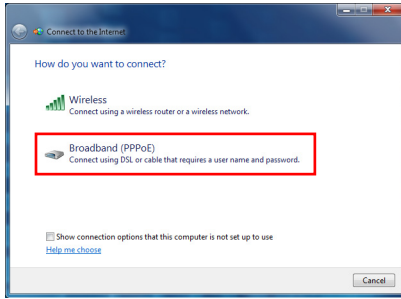 Connect to the Internet
How do you want to connect?
Wireless
Connect using a wireless router or a wireless network.
Broadband (PPPoE)
Connect using DSL or cable that requires a user name and password.
Show connection options that this computer is not set up to use
Help me choose
Cancel